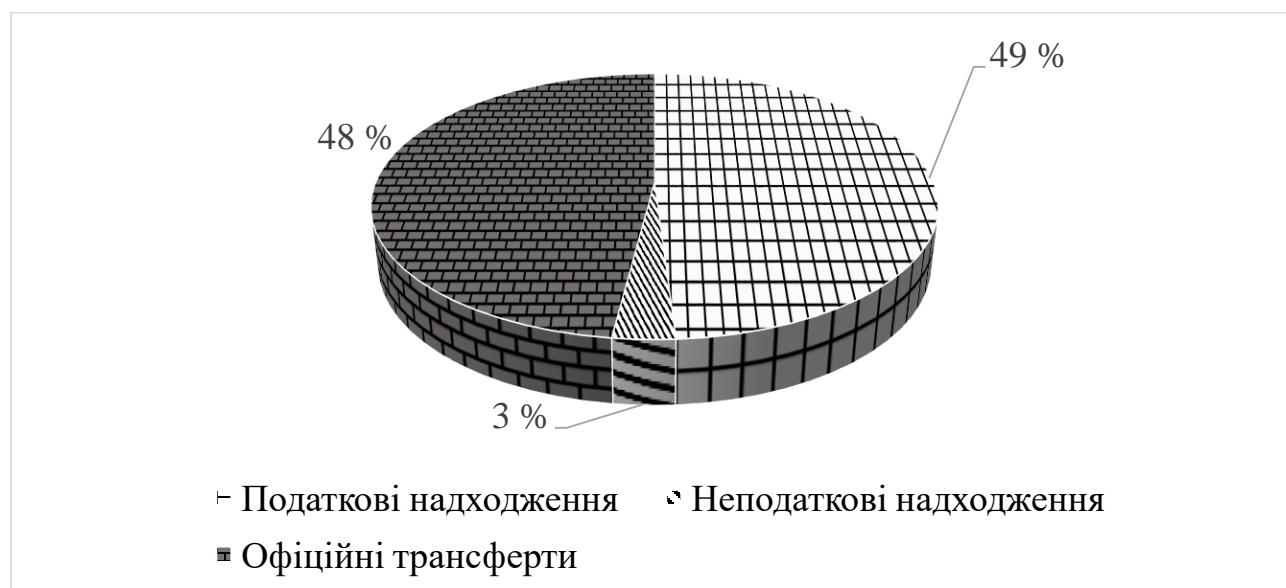 49 %
48 %
3 %
Податкові надходження
Неподаткові надходження
Офіційні трансферти